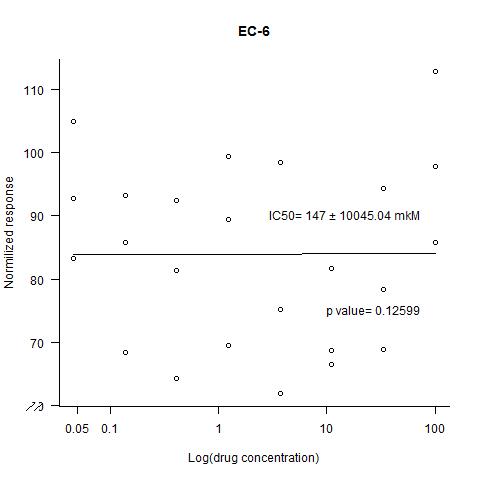 EC-6
110
100
90
80
70
Normilized response
IC50= 147 ± 10045.04 mkM
p value= 0.12599
0.05 0.1 1 10 100
Log(drug concentration)